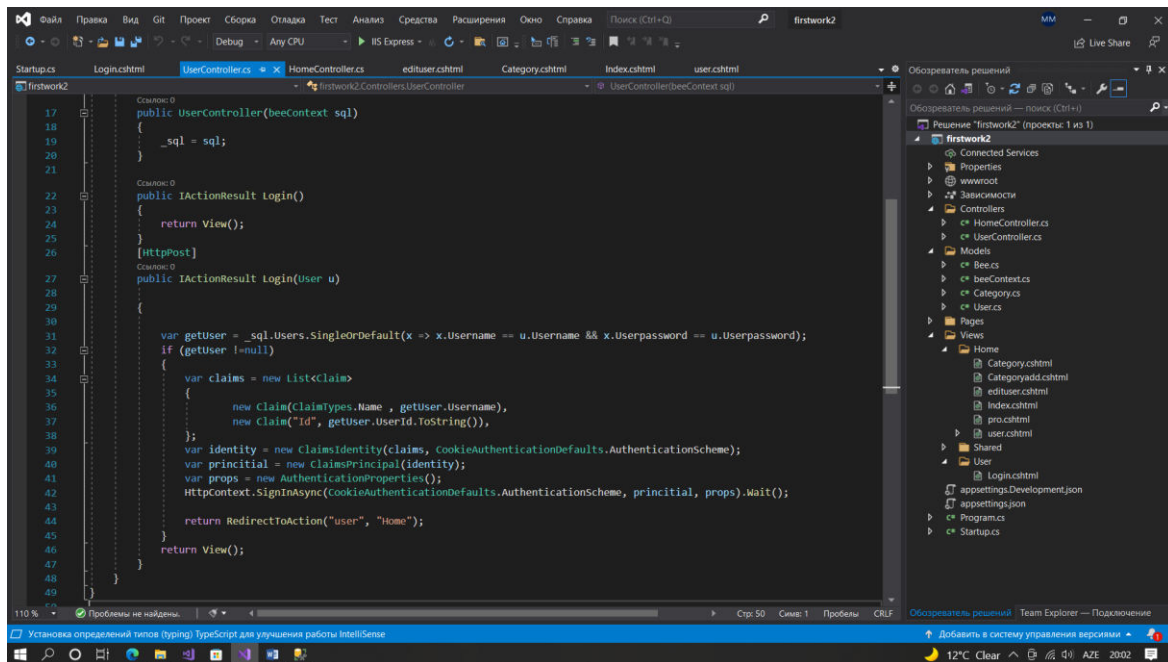 Файл Правка Вид Git Проект Сборка Отладка Тест Анализ Средства Расширения Окно Справка Поиск (Ctrl+Q) firstwork2 MM
Debug Any CPU IIS Express Live Share
Startup.cs Login.cshtml UserController.cs HomeController.cs edituser.cshtml Category.cshtml Index.cshtml user.cshtml
firstwork2 firstwork2.Controllers.UserController UserController(beeContext sql)
Ссылок: 0
17 public UserController(beeContext sql)
18 {
19 _sql = sql;
20 }
21
Ссылок: 0
22 public IActionResult Login()
23 {
24 return View();
25 }
26 [HttpPost]
Ссылок: 0
27 public IActionResult Login(User u)
28
29 {
30
31 var getUser = _sql.Users.SingleOrDefault(x => x.Username == u.Username && x.Userpassword == u.Userpassword);
32 if (getUser !=null)
33 {
34 var claims = new List<Claim>
35 {
36 new Claim(ClaimTypes.Name , getUser.Username),
37 new Claim("Id", getUser.UserId.ToString()),
38 };
39 var identity = new ClaimsIdentity(claims, CookieAuthenticationDefaults.AuthenticationScheme);
40 var princitial = new ClaimsPrincipal(identity);
41 var props = new AuthenticationProperties();
42 HttpContext.SignInAsync(CookieAuthenticationDefaults.AuthenticationScheme, princitial, props).Wait();
43
44 return RedirectToAction("user", "Home");
45 }
46 return View();
47 }
48 }
49 }
110 % Проблемы не найдены. Стр: 50 Симв: 1 Пробелы CRLF
Обозреватель решений
Обозреватель решений — поиск (Ctrl+ı)
Решение "firstwork2" (проекты: 1 из 1)
firstwork2
Connected Services
Properties
wwwroot
Зависимости
Controllers
C# HomeController.cs
C# UserController.cs
Models
C# Bee.cs
C# beeContext.cs
C# Category.cs
C# User.cs
Pages
Views
Home
Category.cshtml
Categoryadd.cshtml
edituser.cshtml
Index.cshtml
pro.cshtml
user.cshtml
Shared
User
Login.cshtml
appsettings.Development.json
appsettings.json
C# Program.cs
C# Startup.cs
Обозреватель решений Team Explorer — Подключение
Установка определений типов (typing) TypeScript для улучшения работы IntelliSense Добавить в систему управления версиями
12°C Clear AZE 20:02